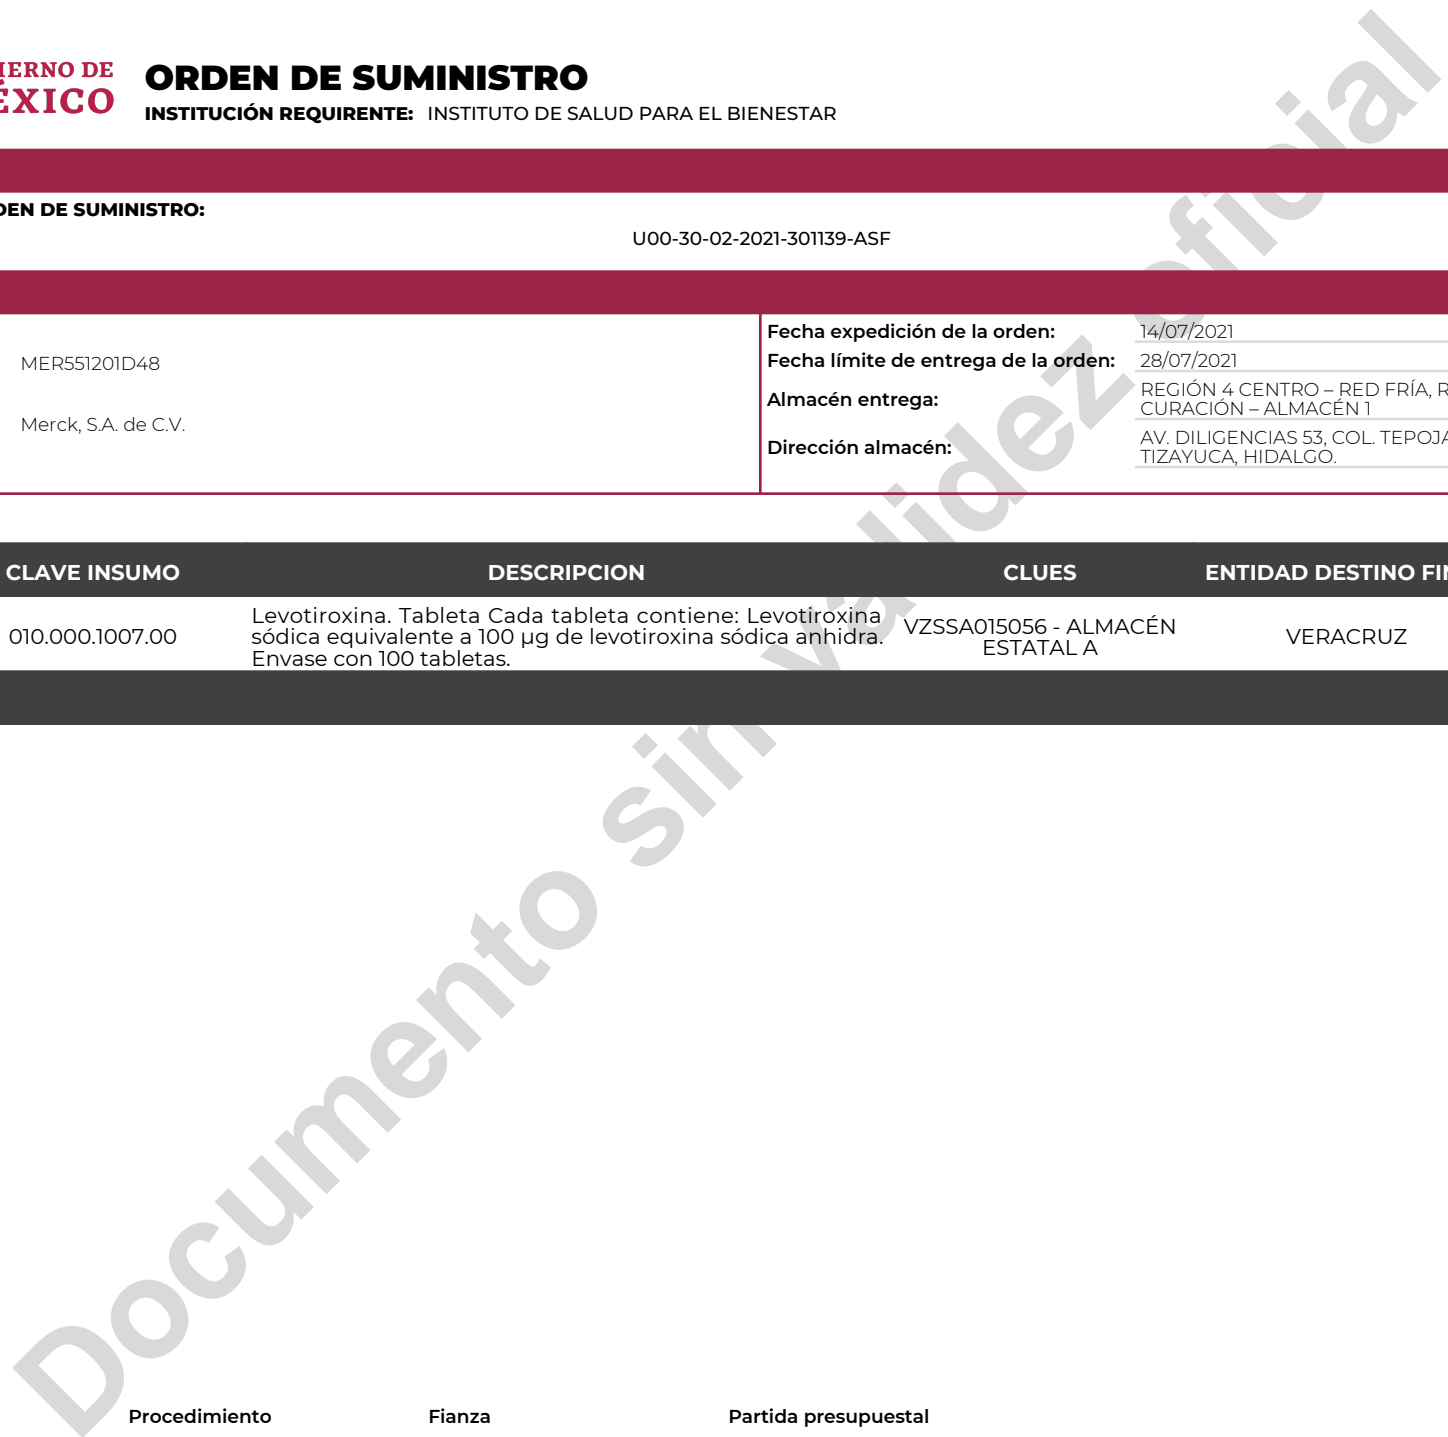 IERNO DE
ÉXICO
ORDEN DE SUMINISTRO
INSTITUCIÓN REQUIRENTE: INSTITUTO DE SALUD PARA EL BIENESTAR
DEN DE SUMINISTRO:
U00-30-02-2021-301139-ASF
MER551201D48
Merck, S.A. de C.V.
Fecha expedición de la orden: 14/07/2021
Fecha límite de entrega de la orden: 28/07/2021
Almacén entrega: REGIÓN 4 CENTRO – RED FRÍA, R
CURACIÓN – ALMACÉN 1
Dirección almacén: AV. DILIGENCIAS 53, COL. TEPOJA
TIZAYUCA, HIDALGO.
CLAVE INSUMO DESCRIPCION CLUES ENTIDAD DESTINO FIN
010.000.1007.00
Levotiroxina. Tableta Cada tableta contiene: Levotiroxina
sódica equivalente a 100 µg de levotiroxina sódica anhidra.
Envase con 100 tabletas.
VZSSA015056 - ALMACÉN
ESTATAL A
VERACRUZ
Documento sin validez oficial
Procedimiento Fianza Partida presupuestal